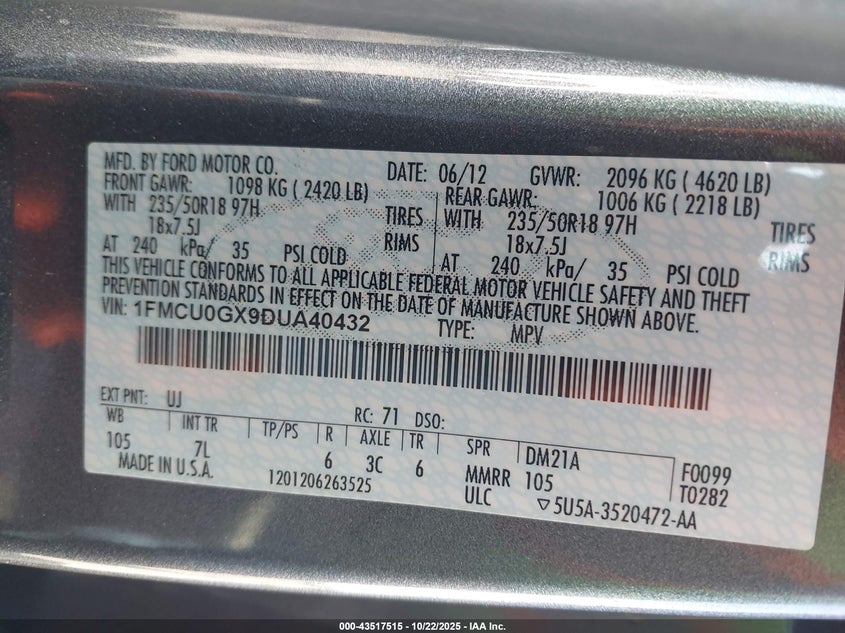 MFD. BY FORD MOTOR CO. DATE: 06/12 GVWR: 2096 KG ( 4620 LB)
FRONT GAWR: 1098 KG ( 2420 LB) REAR GAWR: 1006 KG ( 2218 LB)
WITH 235/50R18 97H TIRES WITH 235/50R18 97H TIRES
18x7.5J RIMS 18x7.5J RIMS
AT 240 kPa/ 35 PSI COLD AT 240 kPa/ 35 PSI COLD
THIS VEHICLE CONFORMS TO ALL APPLICABLE FEDERAL MOTOR VEHICLE SAFETY AND THEFT
PREVENTION STANDARDS IN EFFECT ON THE DATE OF MANUFACTURE SHOWN ABOVE.
VIN: 1FMCU0GX9DUA40432 TYPE: MPV
EXT PNT: UJ RC: 71 DSO:
WB INT TR TP/PS R AXLE TR SPR DM21A F0099
105 7L 6 3C 6 MMRR 105 T0282
MADE IN U.S.A. 1201206263525 ULC ▽5U5A-3520472-AA
000-43517515 - 10/22/2025 - IAA Inc.